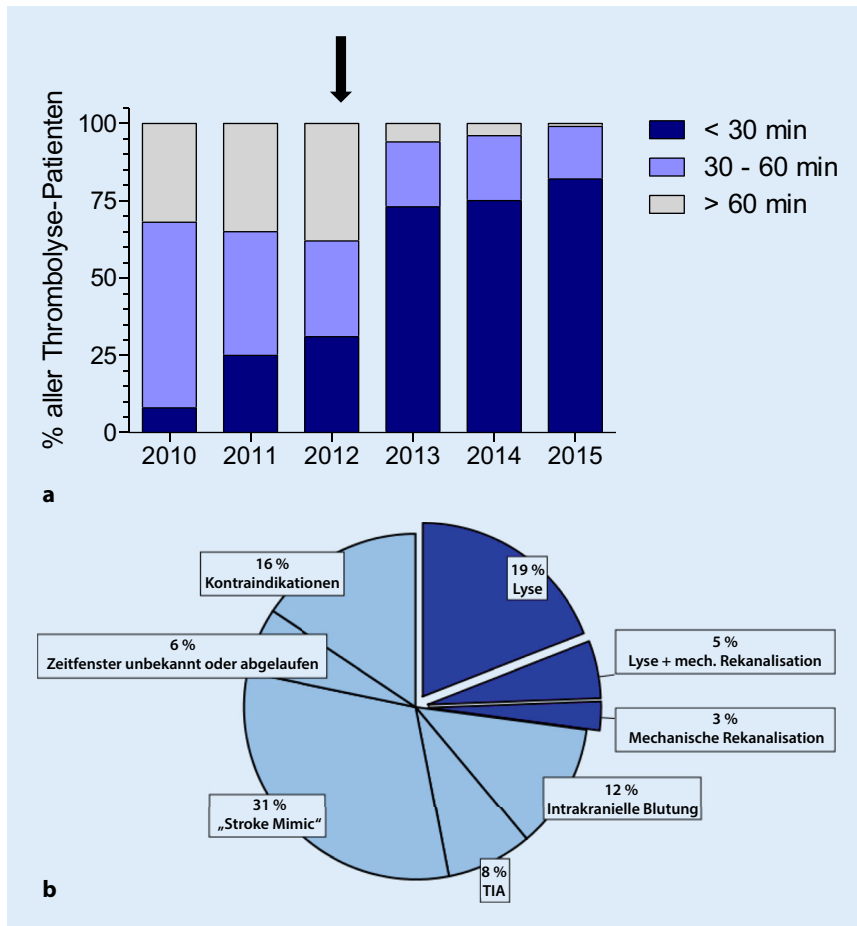 % aller Thrombolyse-Patienten
100
75
50
25
0
2010 2011 2012 2013 2014 2015
< 30 min
30 - 60 min
> 60 min
a
16 %
Kontraindikationen
19 %
Lyse
6 %
Zeitfenster unbekannt oder abgelaufen
5 %
Lyse + mech. Rekanalisation
3 %
Mechanische Rekanalisation
12 %
Intrakranielle Blutung
31 %
„Stroke Mimic“
8 %
TIA
b